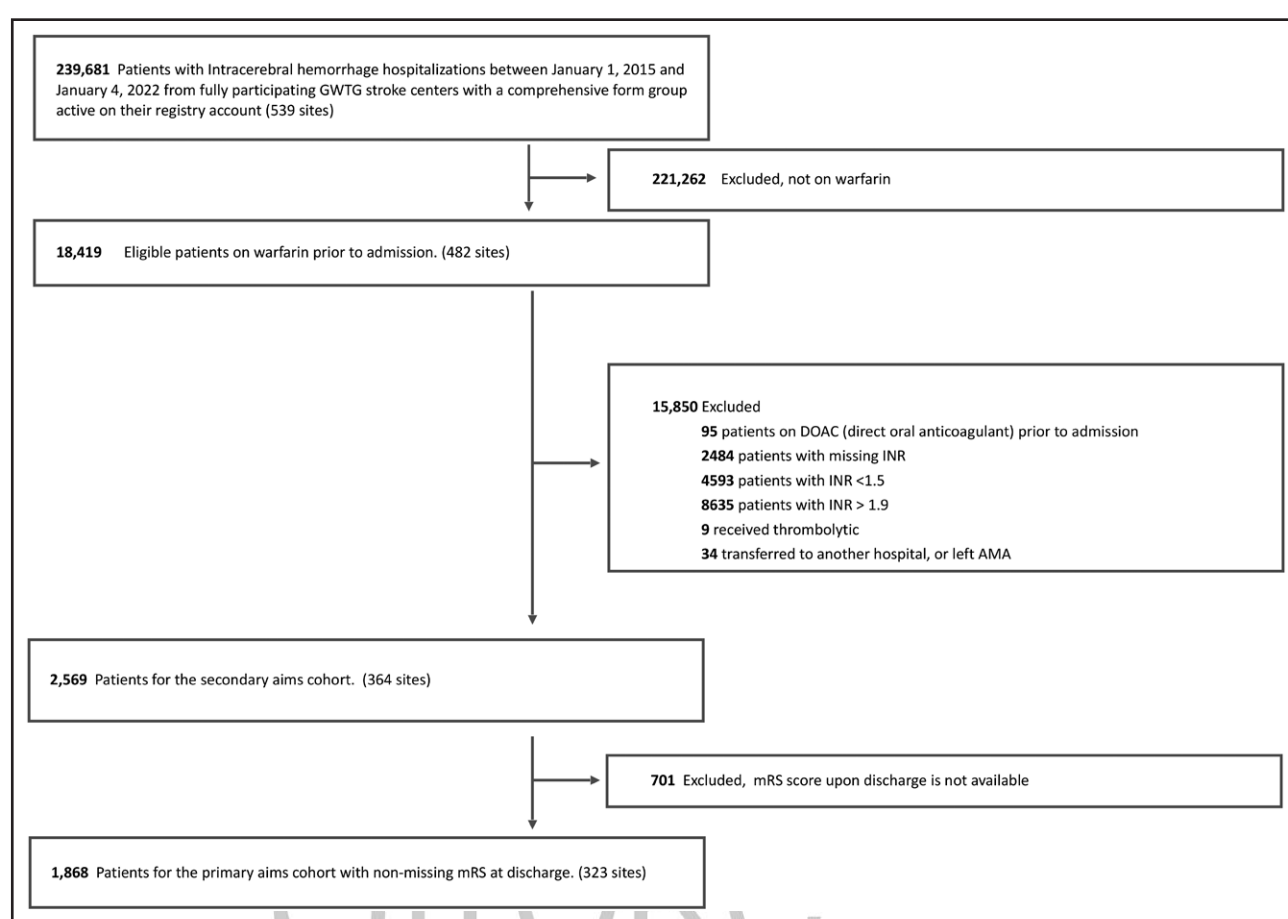 239,681 Patients with Intracerebral hemorrhage hospitalizations between January 1, 2015 and
January 4, 2022 from fully participating GWTG stroke centers with a comprehensive form group
active on their registry account (539 sites)
221,262 Excluded, not on warfarin
18,419 Eligible patients on warfarin prior to admission. (482 sites)
15,850 Excluded
95 patients on DOAC (direct oral anticoagulant) prior to admission
2484 patients with missing INR
4593 patients with INR <1.5
8635 patients with INR > 1.9
9 received thrombolytic
34 transferred to another hospital, or left AMA
2,569 Patients for the secondary aims cohort. (364 sites)
701 Excluded, mRS score upon discharge is not available
1,868 Patients for the primary aims cohort with non-missing mRS at discharge. (323 sites)